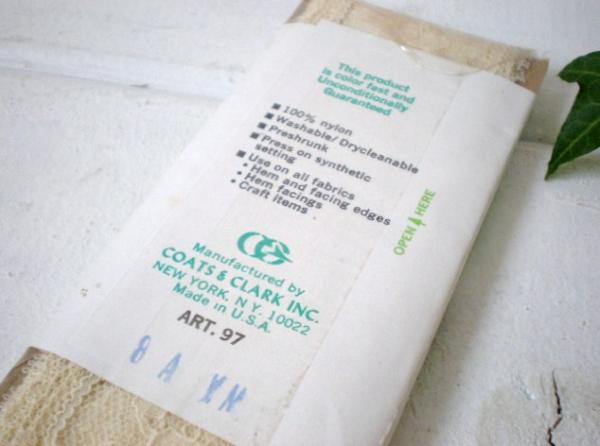 This product
is color fast and
Unconditionally
Guaranteed
■ 100% nylon
■ Washable/Drycleanable
■ Preshrunk
■ Press on synthetic
setting
■ Use on all fabrics
• Hem and facing edges
• Hem facings
• Craft items
OPEN HERE
Manufactured by
COATS & CLARK INC.
NEW YORK, N.Y. 10022
Made in U.S.A.
ART. 97
8 A